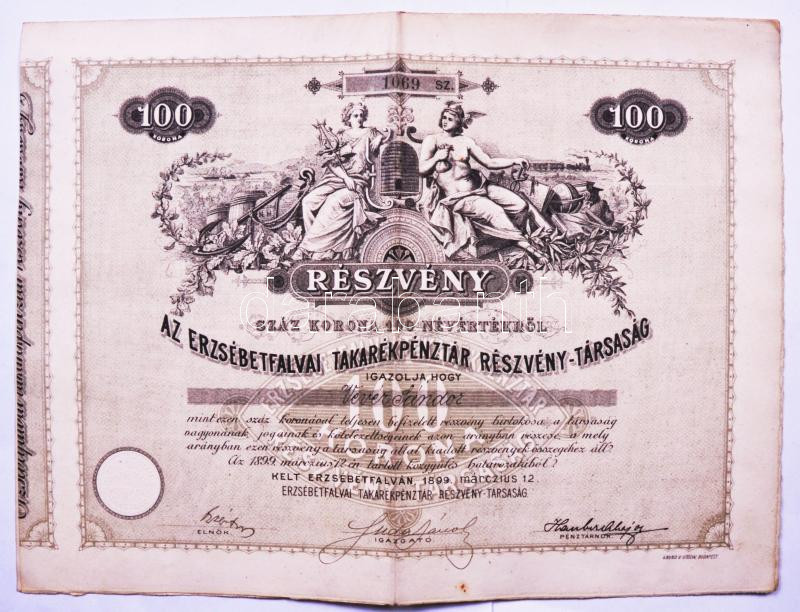 1069 SZ.
100
KORONA
100
KORONA
RÉSZVÉNY
SZÁZ KORONA NÉVÉRTÉKRŐL
AZ ERZSÉBETFALVAI TAKARÉKPÉNZTÁR RÉSZVÉNY-TÁRSASÁG
IGAZOLJA, HOGY
Véver Sándor
mint ezen száz koronával teljesen befizetett részvény birtokosa, a társaság
vagyonának, jogainak és kötelezettségeinek azon arányban részese, a mely
arányban ezen részvény a társaság által kiadott részvények összegéhez áll.
Az 1899. március 12-én tartott közgyűlés határozatából.
KELT ERZSÉBETFALVÁN, 1899. MÁRCZIUS 12.
ERZSÉBETFALVAI TAKARÉKPÉNZTÁR RÉSZVÉNY-TÁRSASÁG.
ELNÖK.
IGAZGATÓ
PÉNZTÁRNOK.